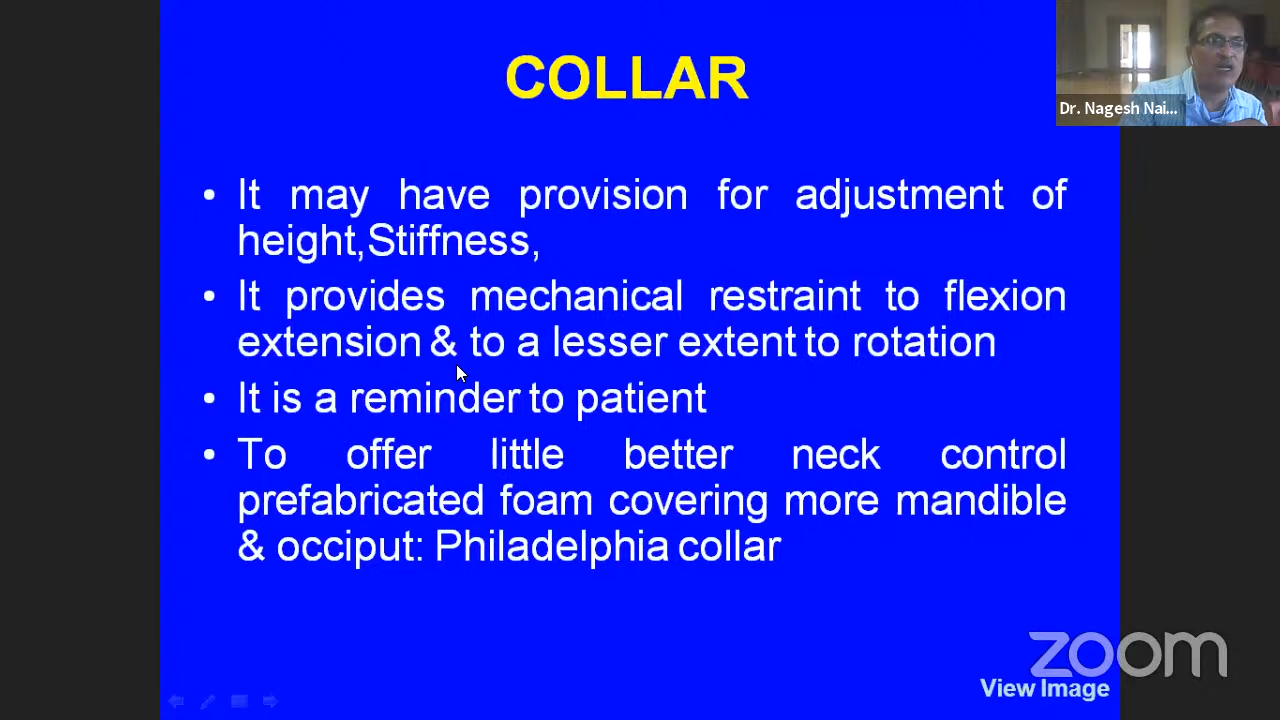 COLLAR
Dr. Nagesh Nai...
• It may have provision for adjustment of
height,Stiffness,
• It provides mechanical restraint to flexion
extension & to a lesser extent to rotation
• It is a reminder to patient
• To offer little better neck control
prefabricated foam covering more mandible
& occiput: Philadelphia collar
zoom
View Image